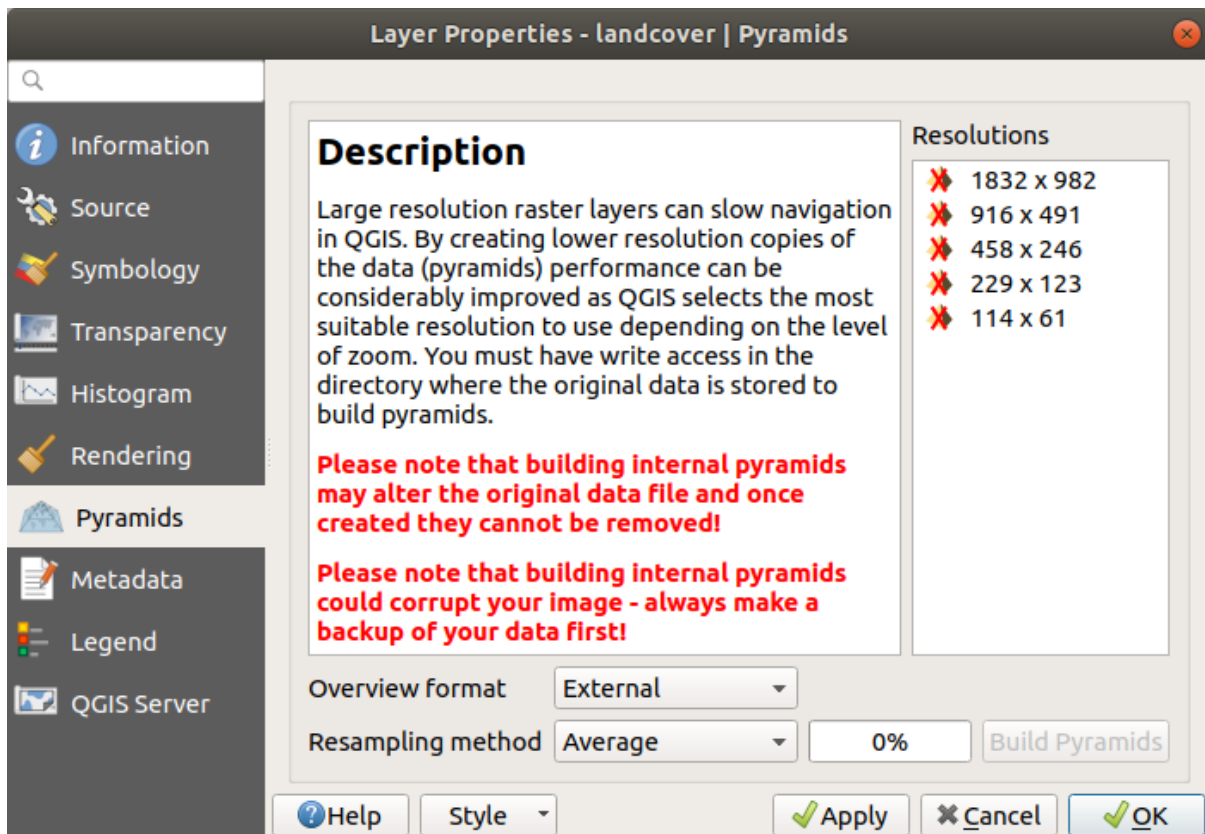 Layer Properties - landcover | Pyramids
Information
Source
Symbology
Transparency
Histogram
Rendering
Pyramids
Metadata
Legend
QGIS Server
Description
Large resolution raster layers can slow navigation
in QGIS. By creating lower resolution copies of
the data (pyramids) performance can be
considerably improved as QGIS selects the most
suitable resolution to use depending on the level
of zoom. You must have write access in the
directory where the original data is stored to
build pyramids.
Please note that building internal pyramids
may alter the original data file and once
created they cannot be removed!
Please note that building internal pyramids
could corrupt your image - always make a
backup of your data first!
Resolutions
1832 x 982
916 x 491
458 x 246
229 x 123
114 x 61
Overview format External
Resampling method Average 0% Build Pyramids
Help Style Apply Cancel OK